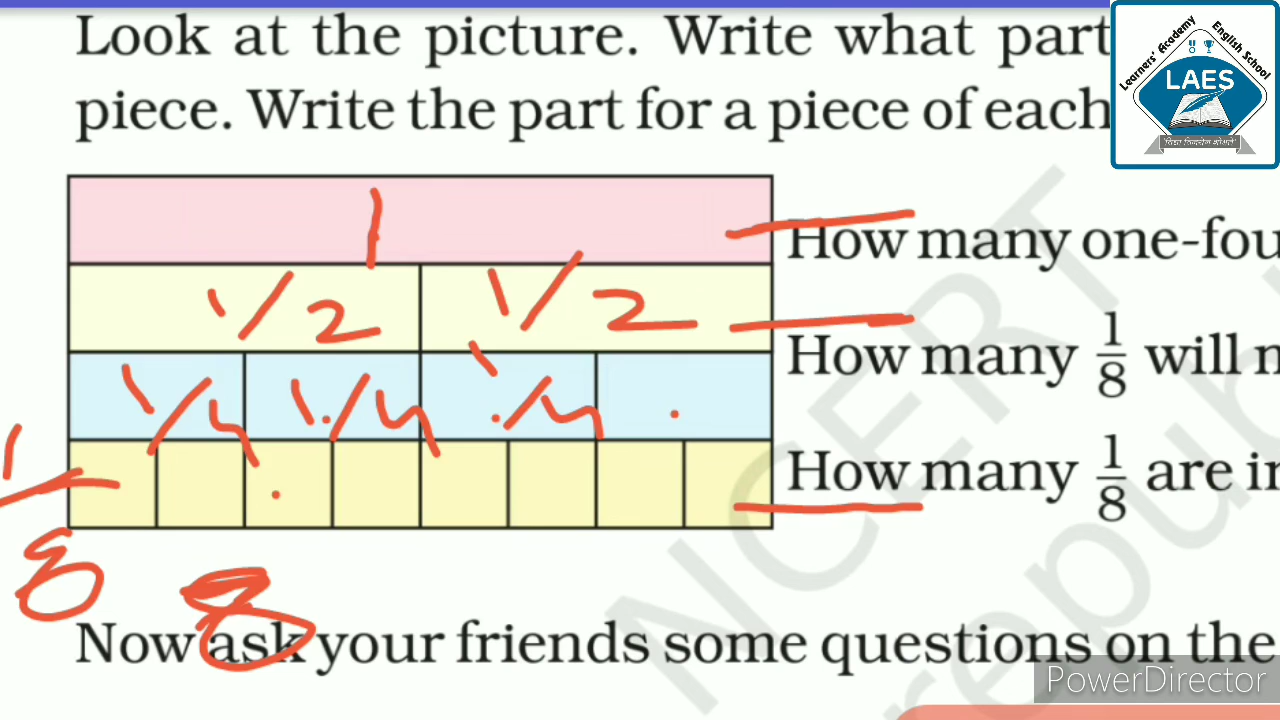 Look at the picture. Write what part
piece. Write the part for a piece of each
Learners' Academy English School
LAES
1
How many one-fou
1/2 1/2
How many 1/8 will m
1/4 1/4 1/4
How many 1/8 are in
1/8
8
Now ask your friends some questions on the
NCERT
republ
PowerDirector